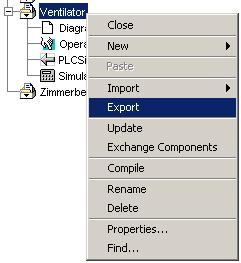 Ventilator
Close
Diagra
New
Opera
Paste
PLCSi
Import
Simula
Export
Zimmerbe
Update
Exchange Components
Compile
Rename
Delete
Properties...
Find...